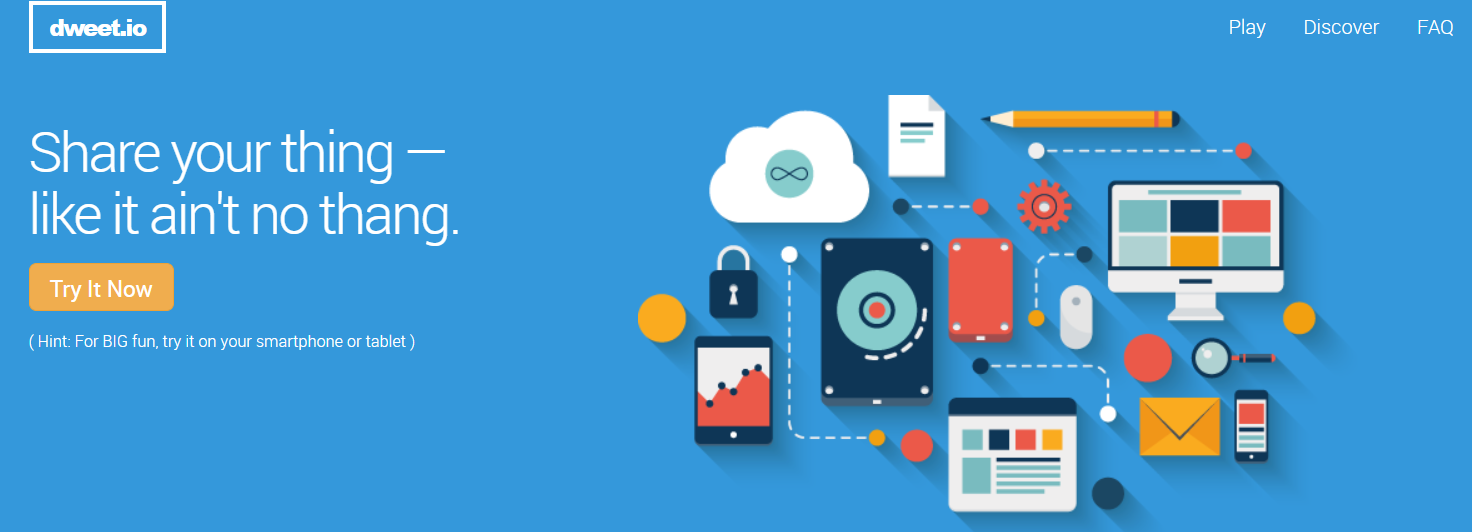 dweet.io
Play
Discover
FAQ
Share your thing —
like it ain't no thang.
Try It Now
( Hint: For BIG fun, try it on your smartphone or tablet )